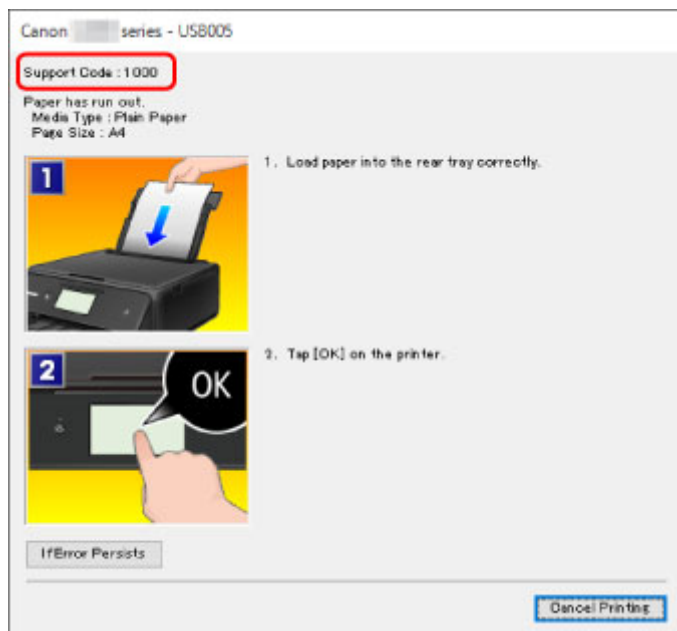 Canon series - USB005
Support Code : 1000
Paper has run out.
Media Type : Plain Paper
Page Size : A4
1
1. Load paper into the rear tray correctly.
2
OK
2. Tap [OK] on the printer.
If Error Persists
Cancel Printing